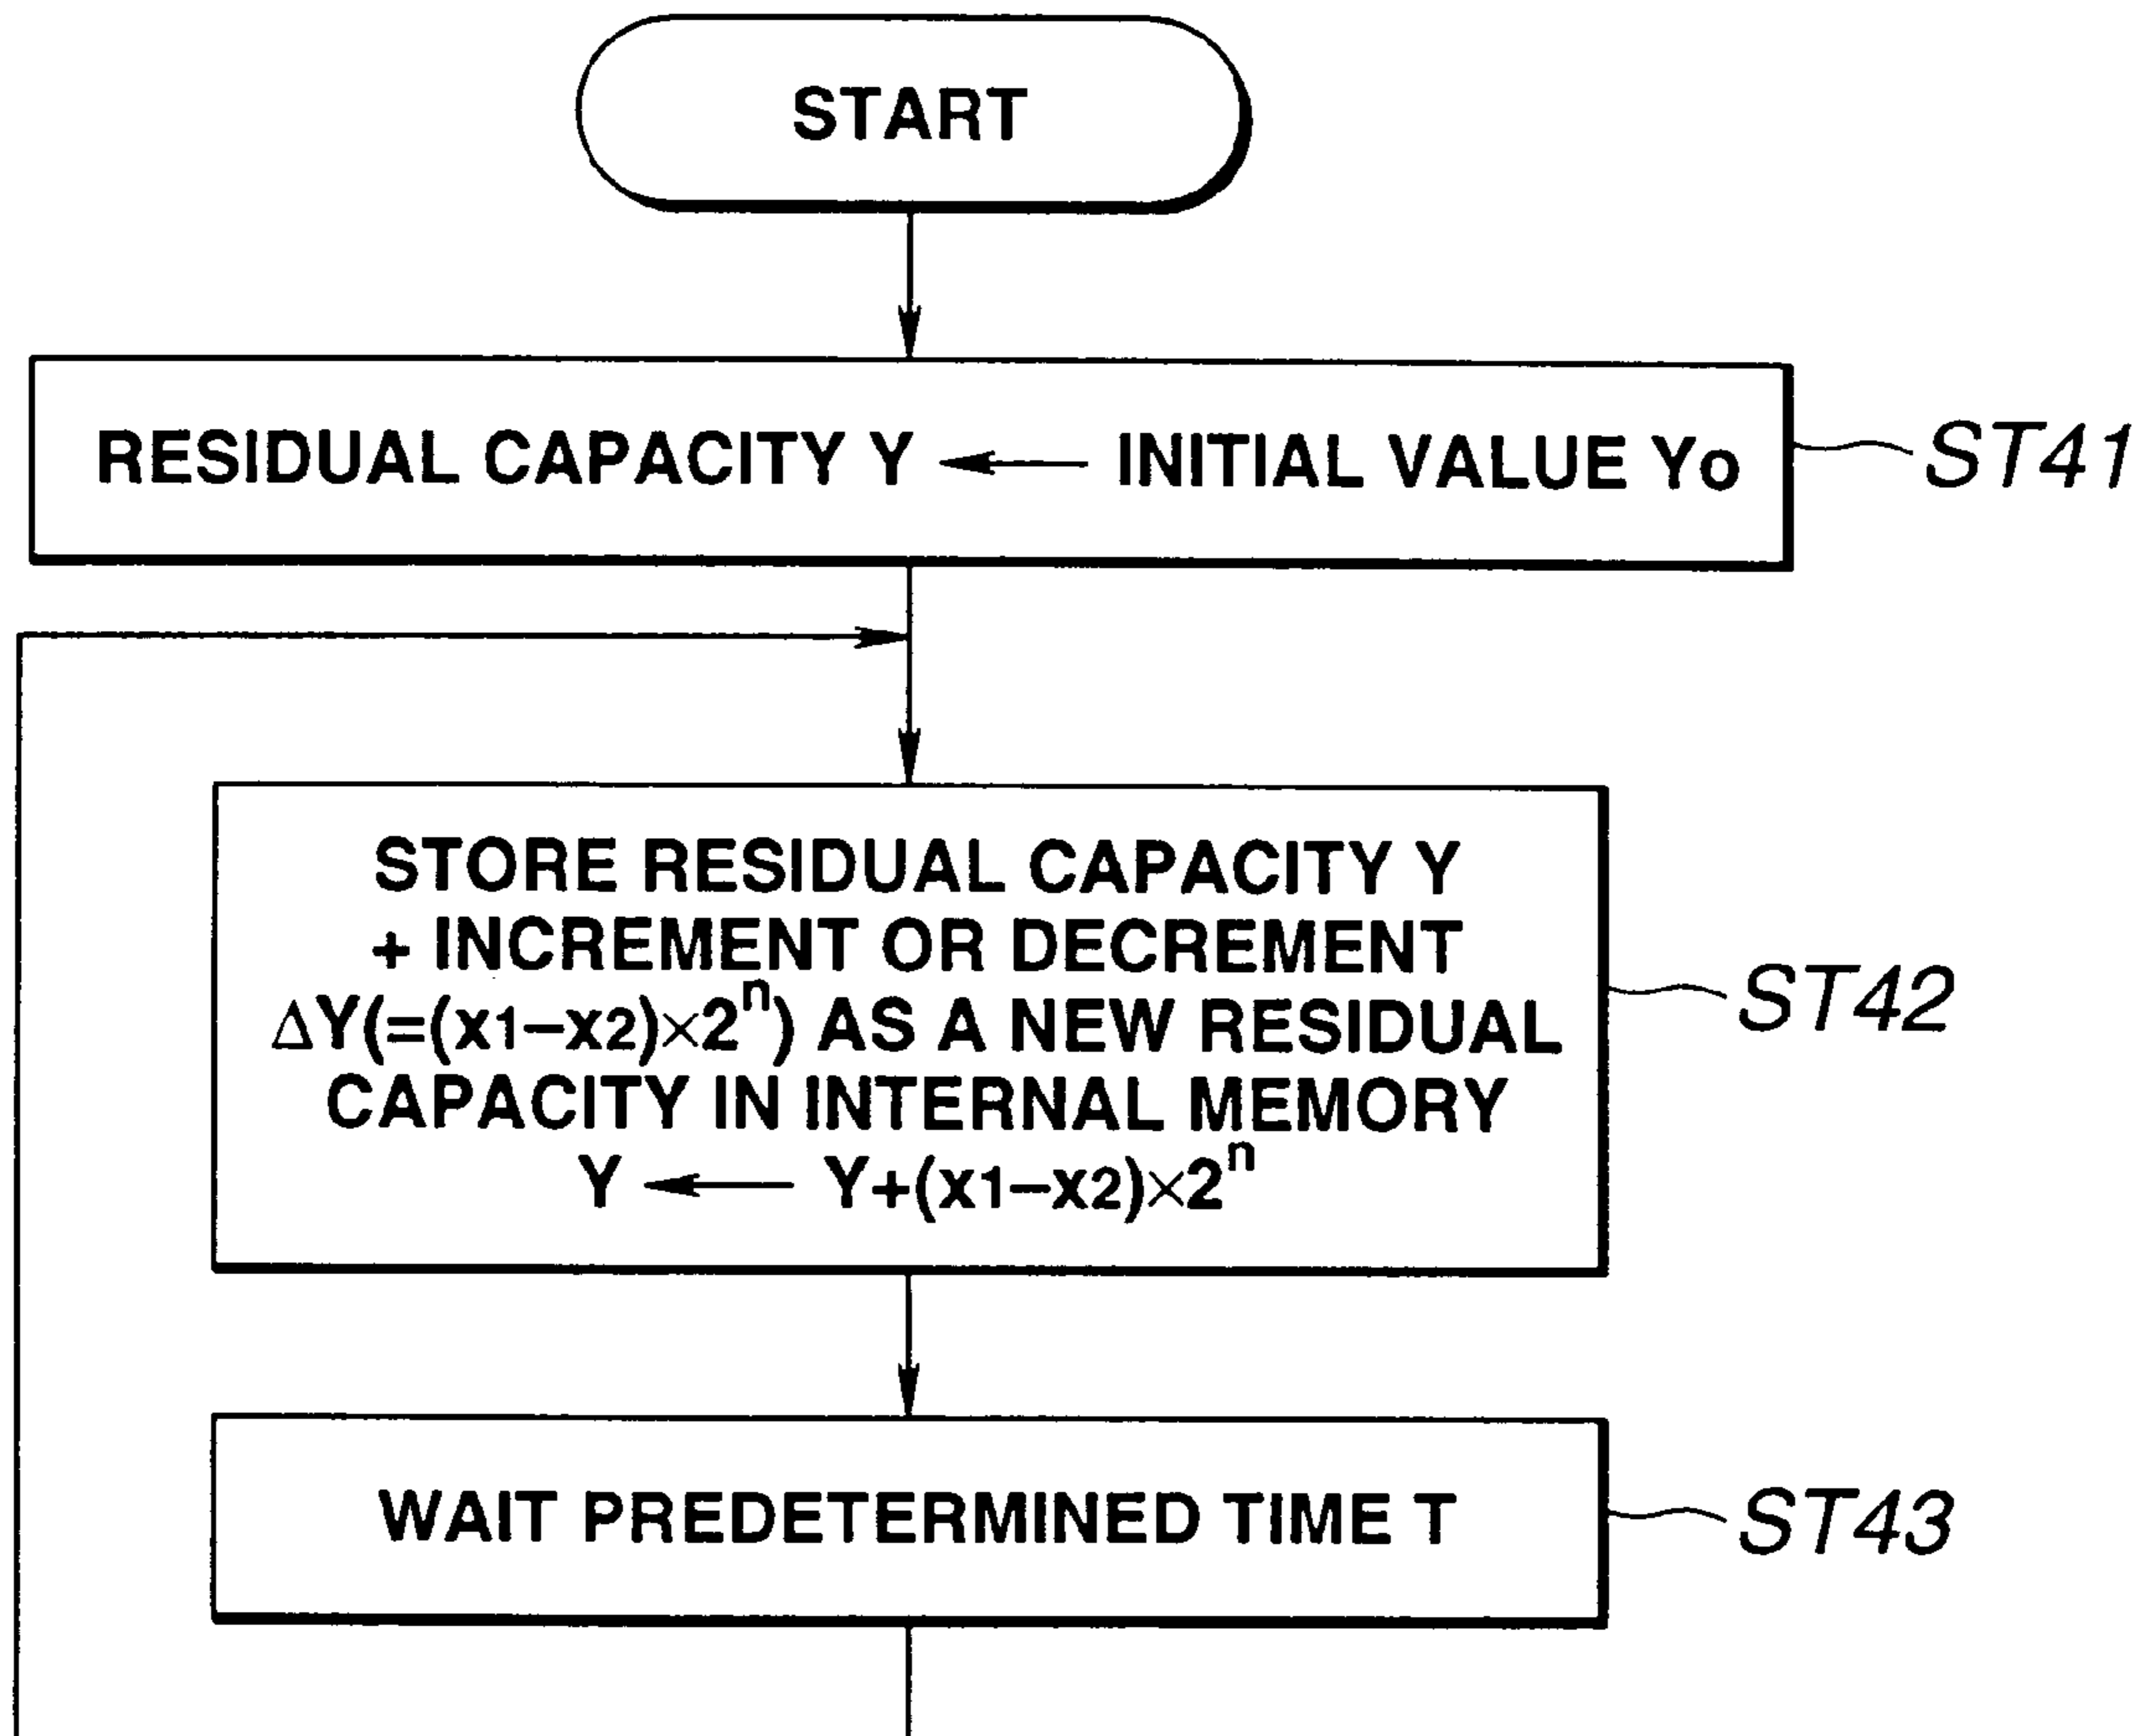 START
RESIDUAL CAPACITY Y ← INITIAL VALUE Yo
ST41
STORE RESIDUAL CAPACITY Y
+ INCREMENT OR DECREMENT
ΔY(=(x1−x2)×2ⁿ) AS A NEW RESIDUAL
CAPACITY IN INTERNAL MEMORY
Y ← Y+(x1−x2)×2ⁿ
ST42
WAIT PREDETERMINED TIME T
ST43